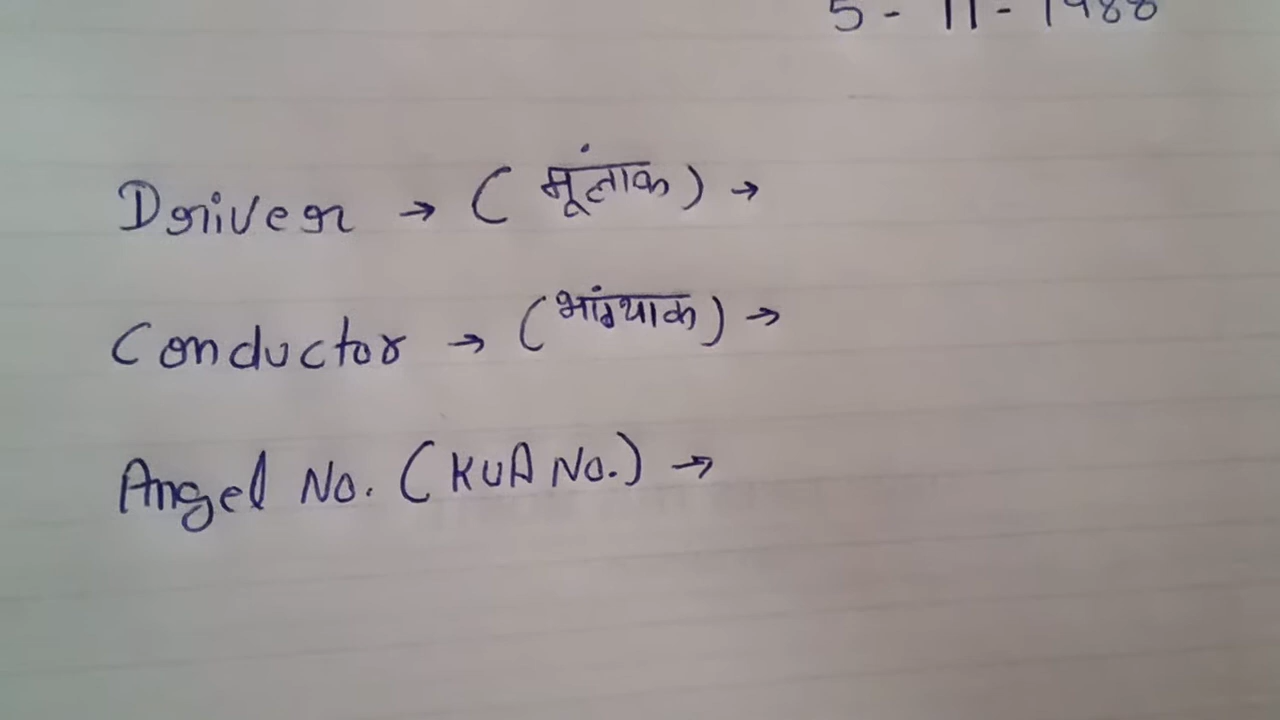 5 - 11 - 1988
Driver → (मूलांक) →
Conductor → (भाग्यांक) →
Angel No. (KUA No.) →